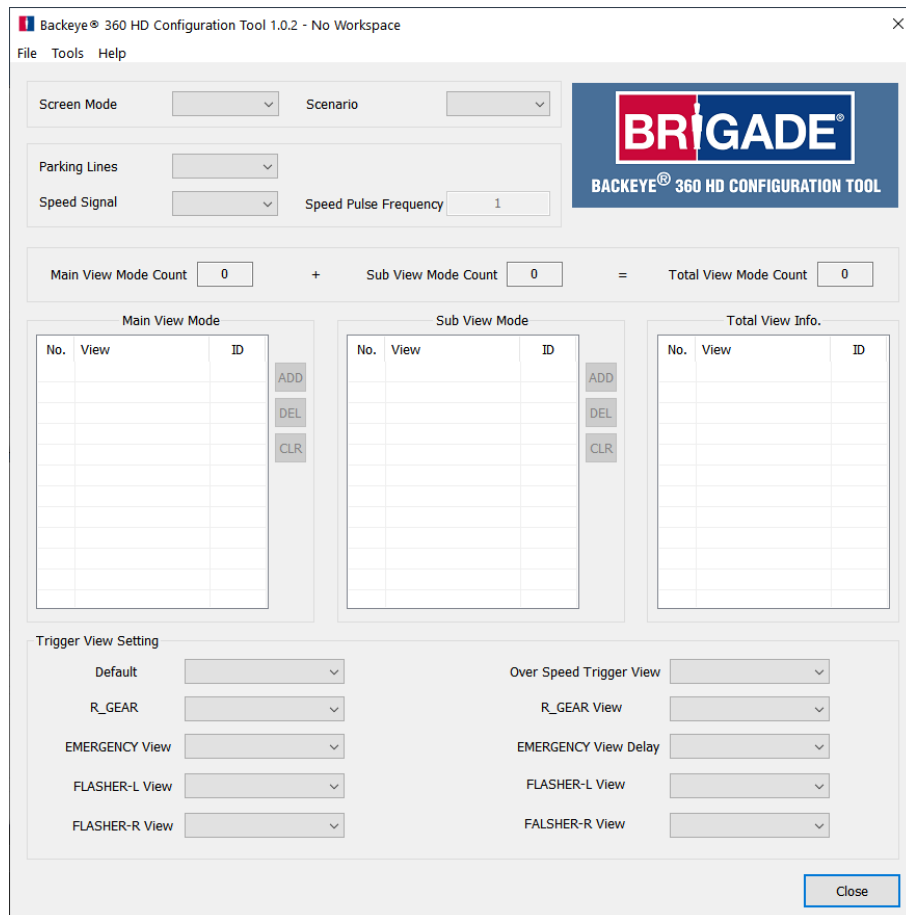 Backeye® 360 HD Configuration Tool 1.0.2 - No Workspace
File Tools Help
Screen Mode Scenario
BRIGADE®
BACKEYE® 360 HD CONFIGURATION TOOL
Parking Lines
Speed Signal Speed Pulse Frequency 1
Main View Mode Count 0 + Sub View Mode Count 0 = Total View Mode Count 0
Main View Mode Sub View Mode Total View Info.
No. View ID No. View ID No. View ID
ADD ADD
DEL DEL
CLR CLR
Trigger View Setting
Default Over Speed Trigger View
R_GEAR R_GEAR View
EMERGENCY View EMERGENCY View Delay
FLASHER-L View FLASHER-L View
FLASHER-R View FALSHER-R View
Close